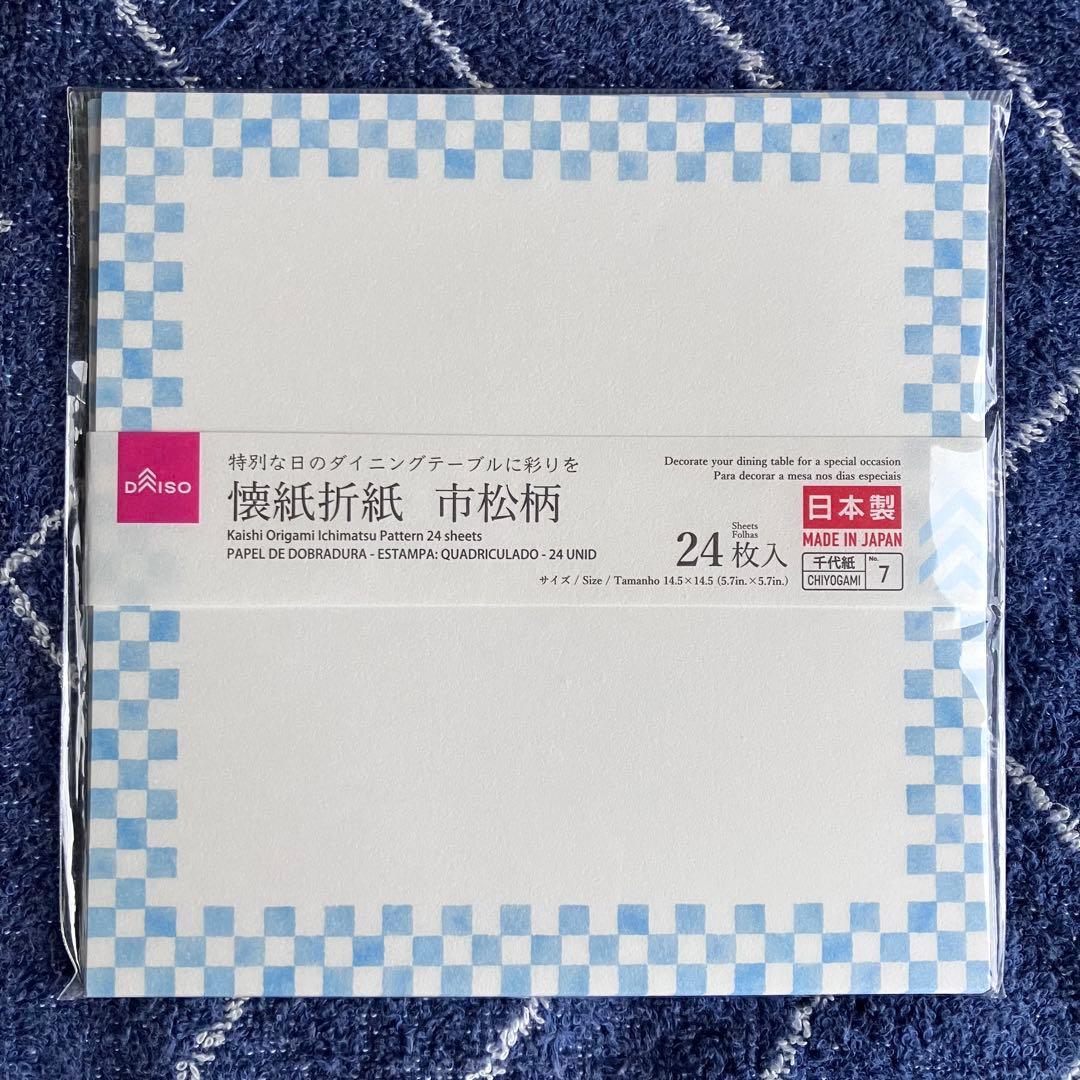 DAISO
特別な日のダイニングテーブルに彩りを
懐紙折紙 市松柄
Kaishi Origami Ichimatsu Pattern 24 sheets
PAPEL DE DOBRADURA - ESTAMPA: QUADRICULADO - 24 UNID
Decorate your dining table for a special occasion
Para decorar a mesa nos dias especiais
Sheets
Folhas
24枚入
サイズ / Size / Tamanho 14.5×14.5 (5.7in.×5.7in.)
日本製
MADE IN JAPAN
千代紙
CHIYOGAMI
No.
7